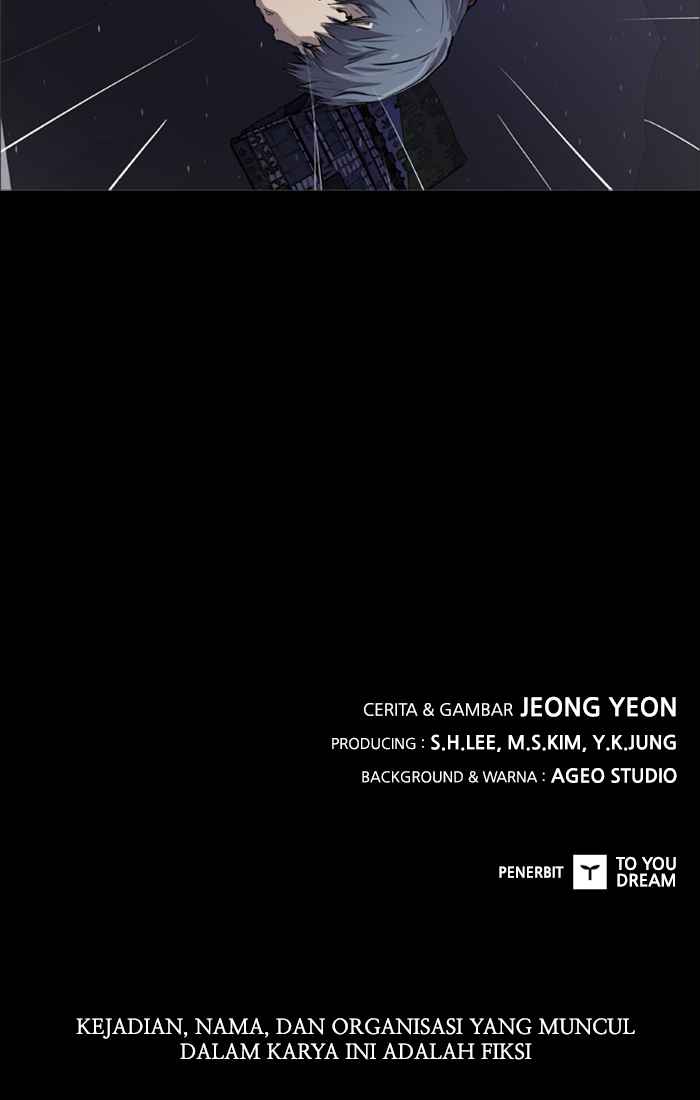 CERITA & GAMBAR JEONG YEON
PRODUCING : S.H.LEE, M.S.KIM, Y.K.JUNG
BACKGROUND & WARNA : AGEO STUDIO
PENERBIT TO YOU
DREAM
KEJADIAN, NAMA, DAN ORGANISASI YANG MUNCUL
DALAM KARYA INI ADALAH FIKSI